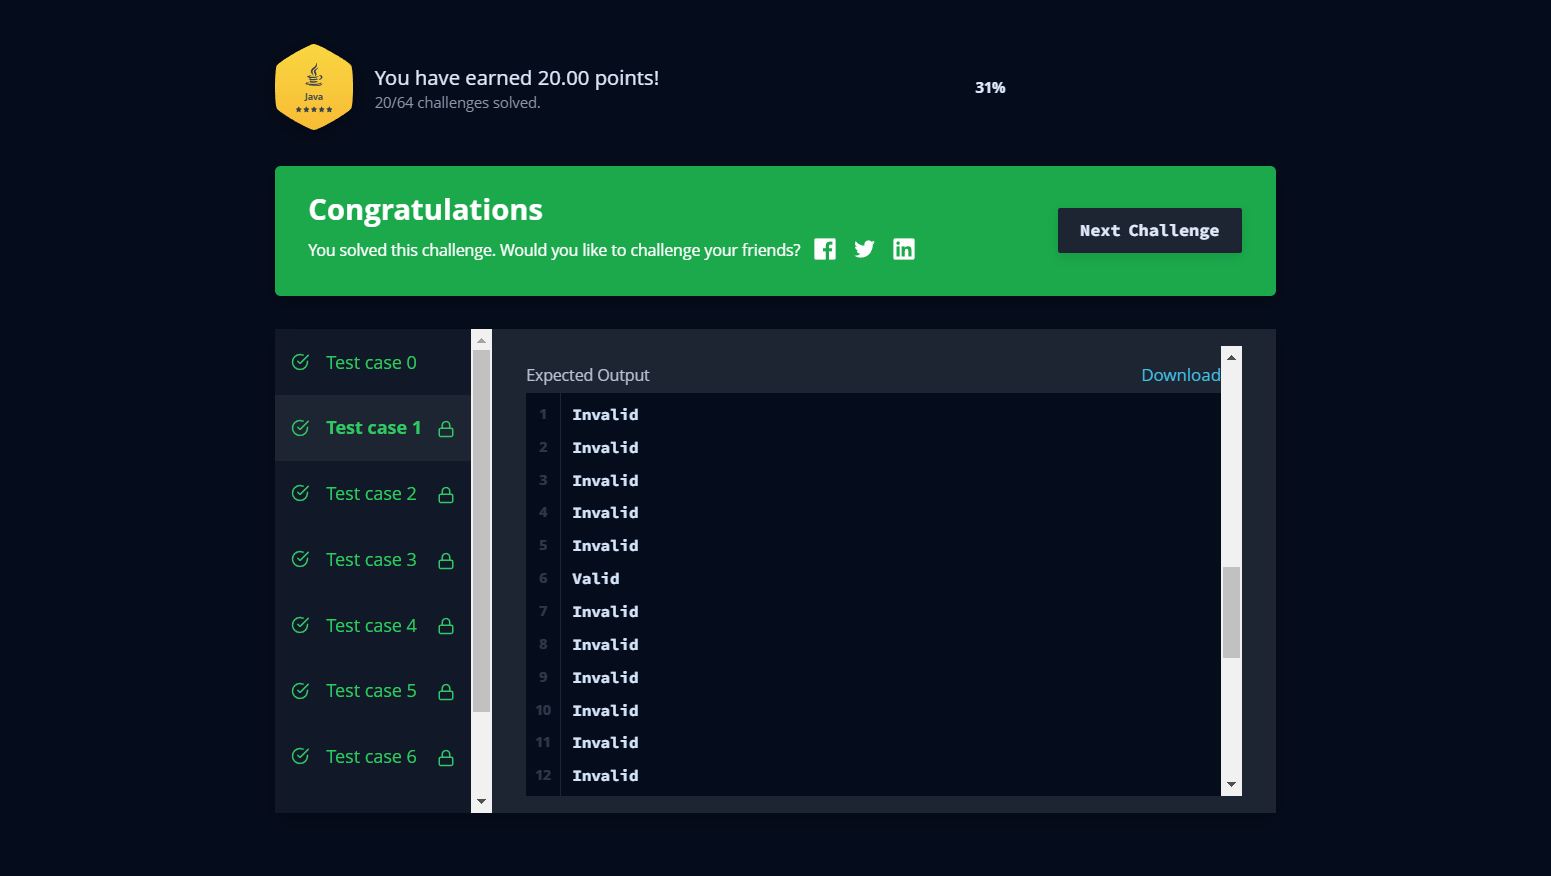 Java
You have earned 20.00 points!
20/64 challenges solved.
31%
Congratulations
You solved this challenge. Would you like to challenge your friends?
Next Challenge
Test case 0
Test case 1
Test case 2
Test case 3
Test case 4
Test case 5
Test case 6
Expected Output
Download
1 Invalid
2 Invalid
3 Invalid
4 Invalid
5 Invalid
6 Valid
7 Invalid
8 Invalid
9 Invalid
10 Invalid
11 Invalid
12 Invalid